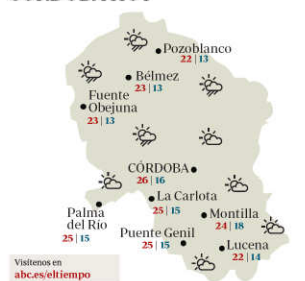 Pozoblanco
22 | 13
Bélmez
23 | 13
Fuente
Obejuna
23 | 13
CÓRDOBA
26 | 16
La Carlota
25 | 15
Palma
del Río
25 | 15
Montilla
24 | 18
Puente Genil
25 | 15
Lucena
22 | 14
Visítenos en
abc.es/eltiempo